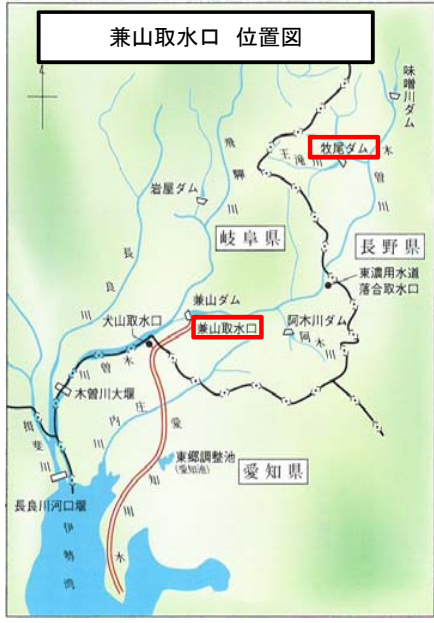 兼山取水口 位置図
味噌川ダム
牧尾ダム
王滝川
木曽川
飛騨川
岩屋ダム
岐阜県
長野県
長良川
東濃用水道
落合取水口
兼山ダム
兼山取水口
犬山取水口
阿木川ダム
阿木川
木曽川
木曽川大堰
庄内川
揖斐川
愛知用水
東郷調整池
(愛知池)
愛知県
長良川河口堰
伊勢湾